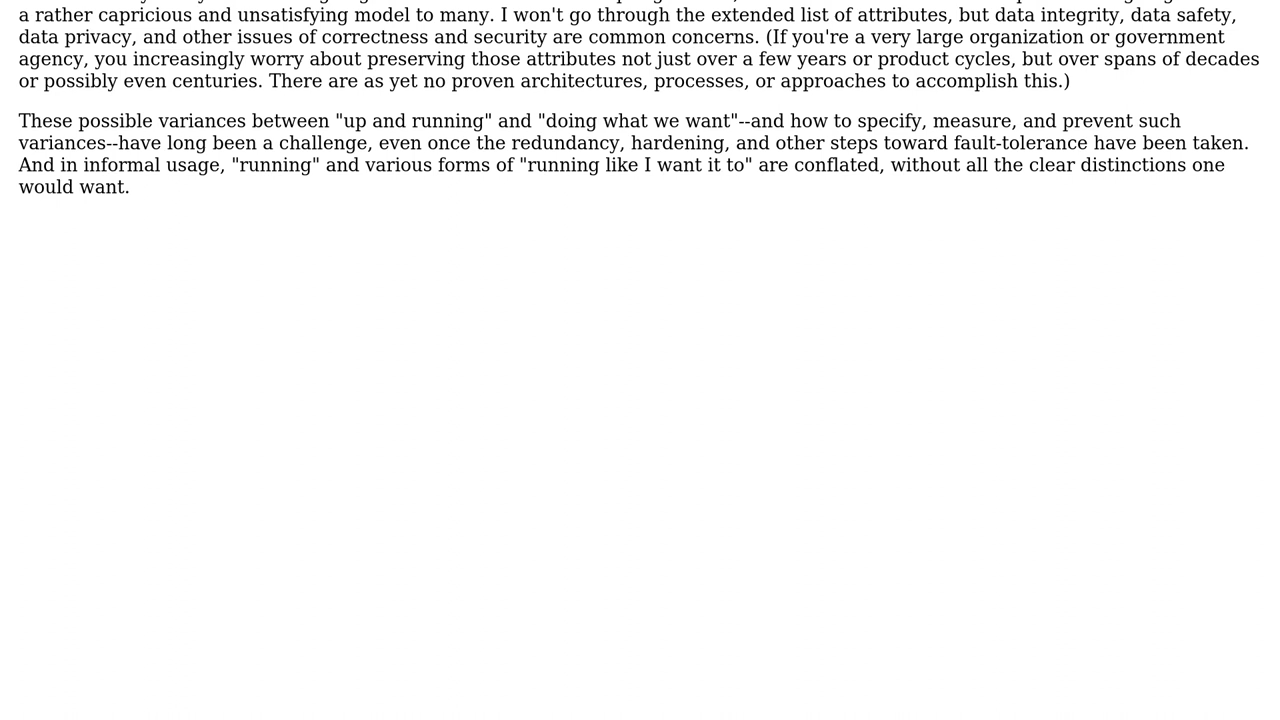 a rather capricious and unsatisfying model to many. I won't go through the extended list of attributes, but data integrity, data safety,
data privacy, and other issues of correctness and security are common concerns. (If you're a very large organization or government
agency, you increasingly worry about preserving those attributes not just over a few years or product cycles, but over spans of decades
or possibly even centuries. There are as yet no proven architectures, processes, or approaches to accomplish this.)
These possible variances between "up and running" and "doing what we want"--and how to specify, measure, and prevent such
variances--have long been a challenge, even once the redundancy, hardening, and other steps toward fault-tolerance have been taken.
And in informal usage, "running" and various forms of "running like I want it to" are conflated, without all the clear distinctions one
would want.